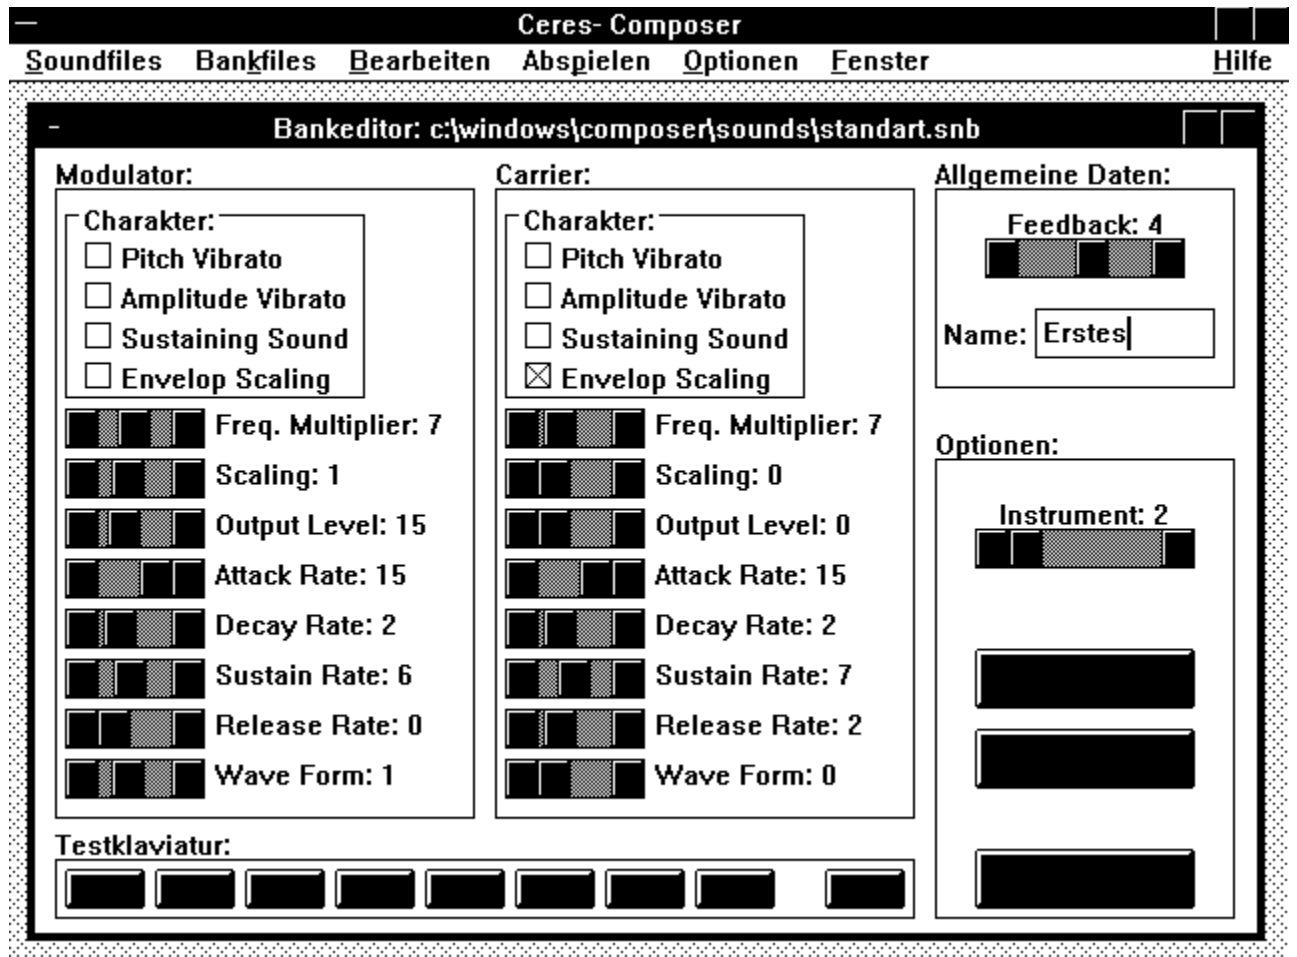 Ceres- Composer
Soundfiles Bankfiles Bearbeiten Abspielen Optionen Fenster Hilfe
Bankeditor: c:\windows\composer\sounds\standart.snb
Modulator:
Charakter:
Pitch Vibrato
Amplitude Vibrato
Sustaining Sound
Envelop Scaling
Freq. Multiplier: 7
Scaling: 1
Output Level: 15
Attack Rate: 15
Decay Rate: 2
Sustain Rate: 6
Release Rate: 0
Wave Form: 1
Carrier:
Charakter:
Pitch Vibrato
Amplitude Vibrato
Sustaining Sound
Envelop Scaling
Freq. Multiplier: 7
Scaling: 0
Output Level: 0
Attack Rate: 15
Decay Rate: 2
Sustain Rate: 7
Release Rate: 2
Wave Form: 0
Allgemeine Daten:
Feedback: 4
Name: Erstes
Optionen:
Instrument: 2
Testklaviatur: